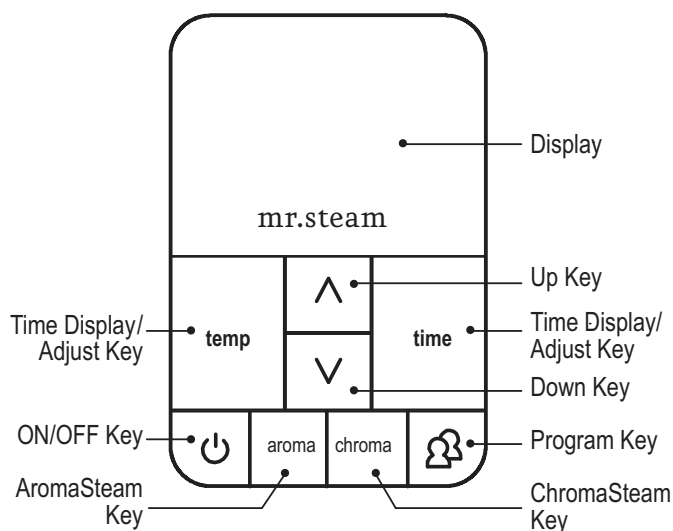 Display
mr.steam
Up Key
Time Display/
Adjust Key
temp
time
Time Display/
Adjust Key
Down Key
ON/OFF Key
aroma
chroma
Program Key
AromaSteam
Key
ChromaSteam
Key